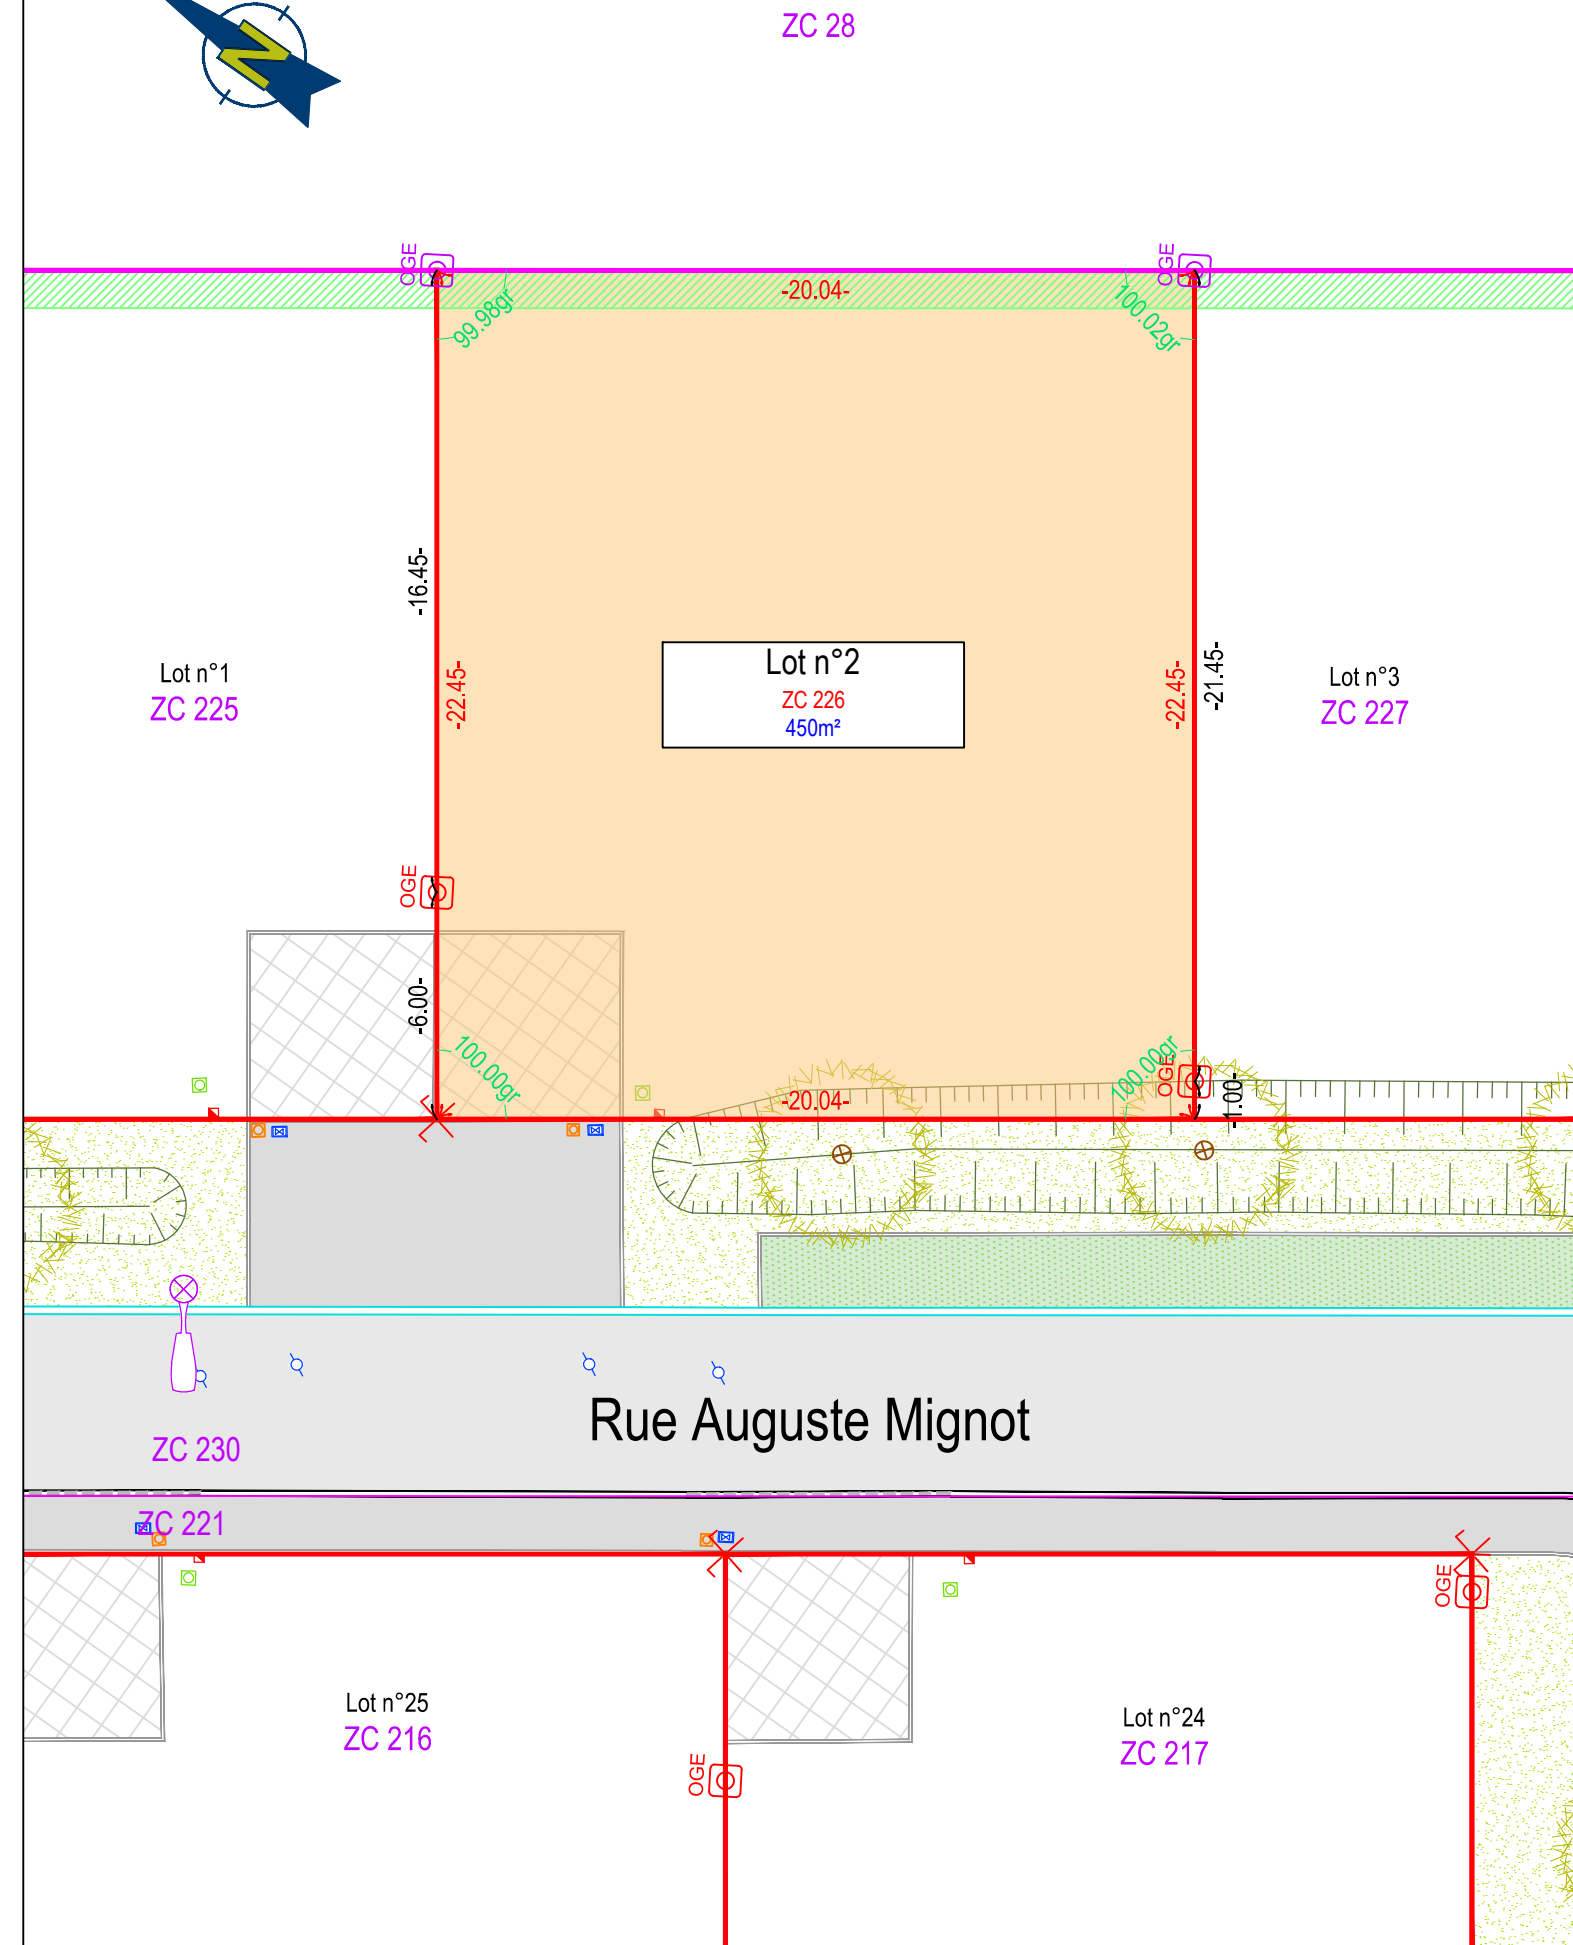 ZC 28
N
OGE
OGE
-20.04-
99.98gr
100.02gr
-16.45-
-22.45-
Lot n°2
ZC 226
450m²
-22.45-
-21.45-
Lot n°1
ZC 225
Lot n°3
ZC 227
OGE
-6.00-
100.00gr
-20.04-
100.00gr
OGE
-1.00-
Rue Auguste Mignot
ZC 230
ZC 221
OGE
Lot n°25
ZC 216
Lot n°24
ZC 217
OGE